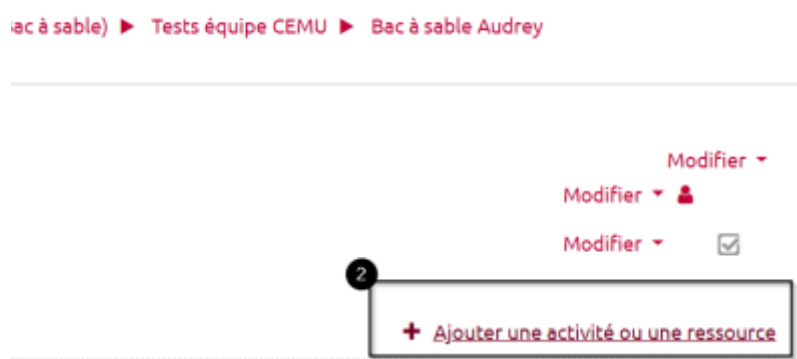 ac à sable) ► Tests équipe CEMU ► Bac à sable Audrey
Modifier
Modifier
Modifier
2
+ Ajouter une activité ou une ressource